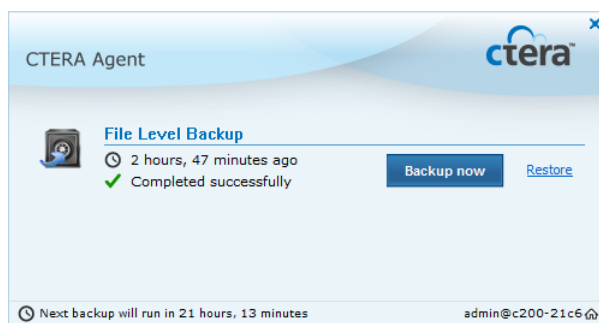 CTERA Agent
ctera™
File Level Backup
2 hours, 47 minutes ago
Completed successfully
Backup now
Restore
Next backup will run in 21 hours, 13 minutes
admin@c200-21c6